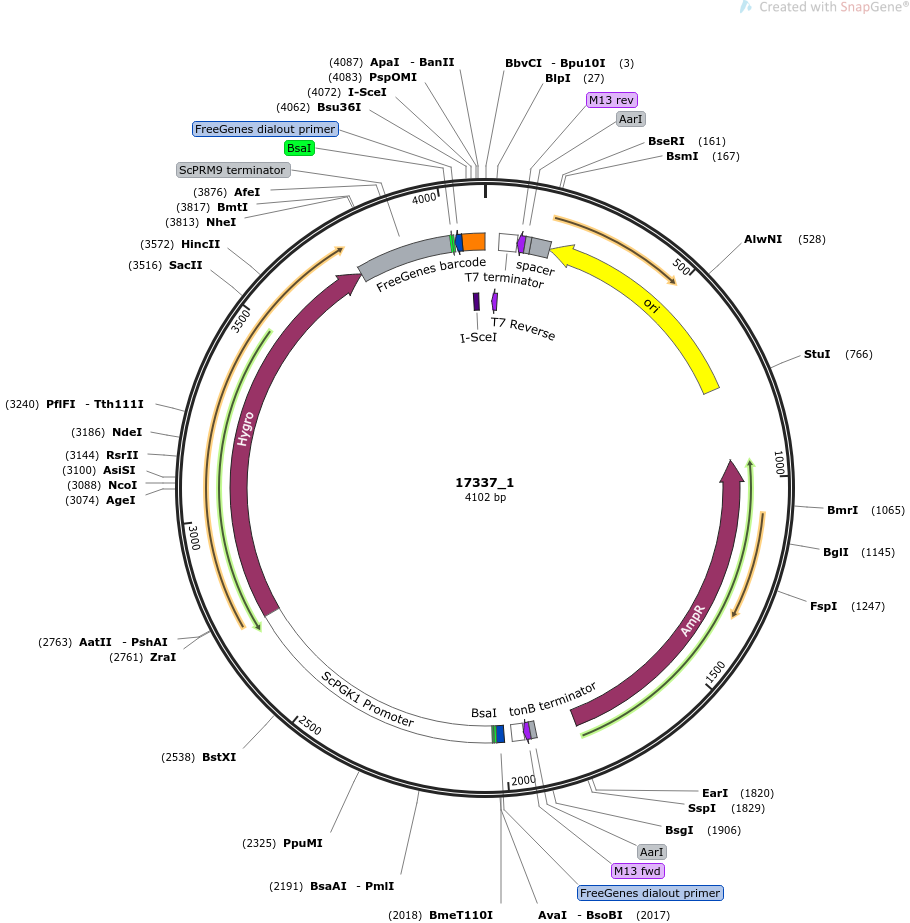 Created with SnapGene®
(4087) ApaI - BanII
(4083) PspOMI
(4072) I-SceI
(4062) Bsu36I
FreeGenes dialout primer
BsaI
ScPRM9 terminator
(3876) AfeI
(3817) BmtI
(3813) NheI
(3572) HincII
(3516) SacII
(3240) PflFI - Tth111I
(3186) NdeI
(3144) RsrII
(3100) AsiSI
(3088) NcoI
(3074) AgeI
(2763) AatII - PshAI
(2761) ZraI
(2538) BstXI
(2325) PpuMI
(2191) BsaAI - PmlI
(2018) BmeT110I
BbvCI - Bpu10I (3)
BlpI (27)
M13 rev
AarI
BseRI (161)
BsmI (167)
AlwNI (528)
StuI (766)
BmrI (1065)
BglI (1145)
FspI (1247)
EarI (1820)
SspI (1829)
BsgI (1906)
AarI
M13 fwd
FreeGenes dialout primer
AvaI - BsoBI (2017)
4000
500
1000
1500
2000
2500
3000
3500
FreeGenes barcode
T7 terminator
spacer
I-SceI
T7 Reverse
ori
Hygro
AmpR
17337_1
4102 bp
ScPGK1 Promoter
BsaI
tonB terminator